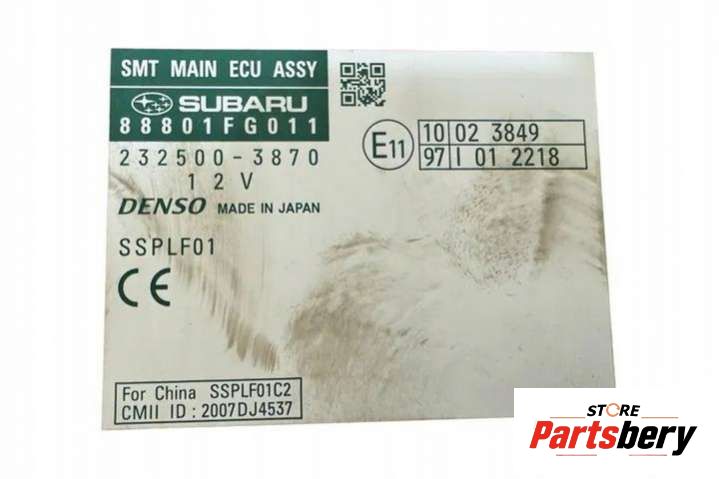 SMT MAIN ECU ASSY
SUBARU
88801FG011
232500-3870
12V
DENSO MADE IN JAPAN
SSPLF01
CE
E11
10 02 3849
97 I 01 2218
For China SSPLF01C2
CMII ID : 2007DJ4537
STORE
Partsbery